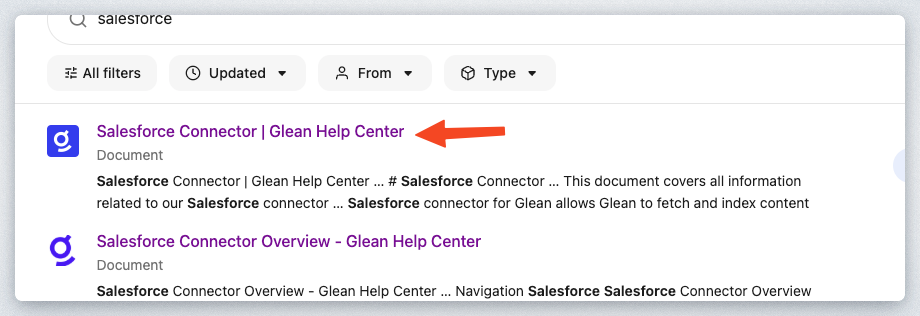 salesforce
All filters
Updated
From
Type
Salesforce Connector | Glean Help Center
Document
Salesforce Connector | Glean Help Center ... # Salesforce Connector ... This document covers all information
related to our Salesforce connector ... Salesforce connector for Glean allows Glean to fetch and index content
Salesforce Connector Overview - Glean Help Center
Document
Salesforce Connector Overview - Glean Help Center ... Navigation Salesforce Salesforce Connector Overview